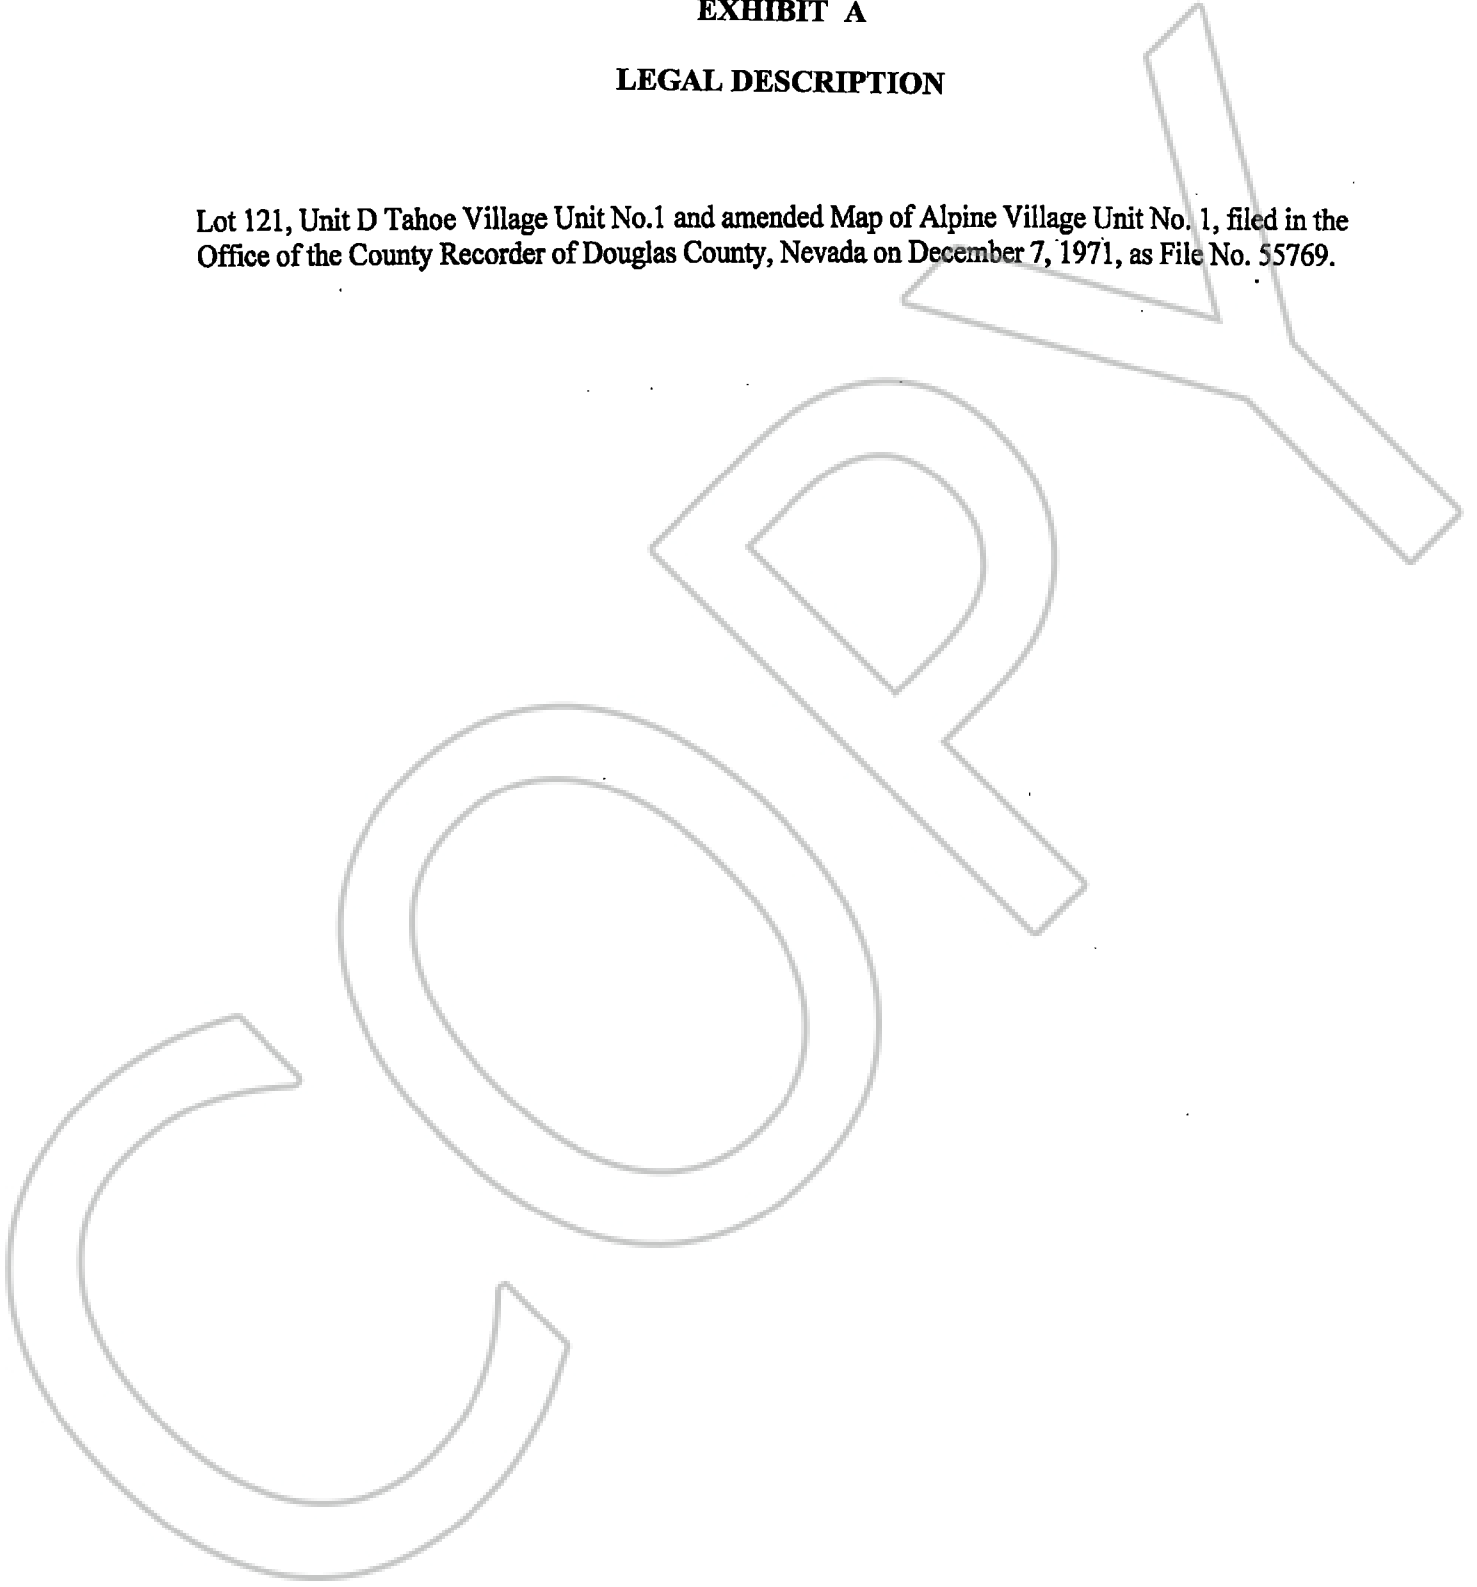 EXHIBIT A
LEGAL DESCRIPTION
Lot 121, Unit D Tahoe Village Unit No.1 and amended Map of Alpine Village Unit No. 1, filed in the
Office of the County Recorder of Douglas County, Nevada on December 7, 1971, as File No. 55769.
COPY